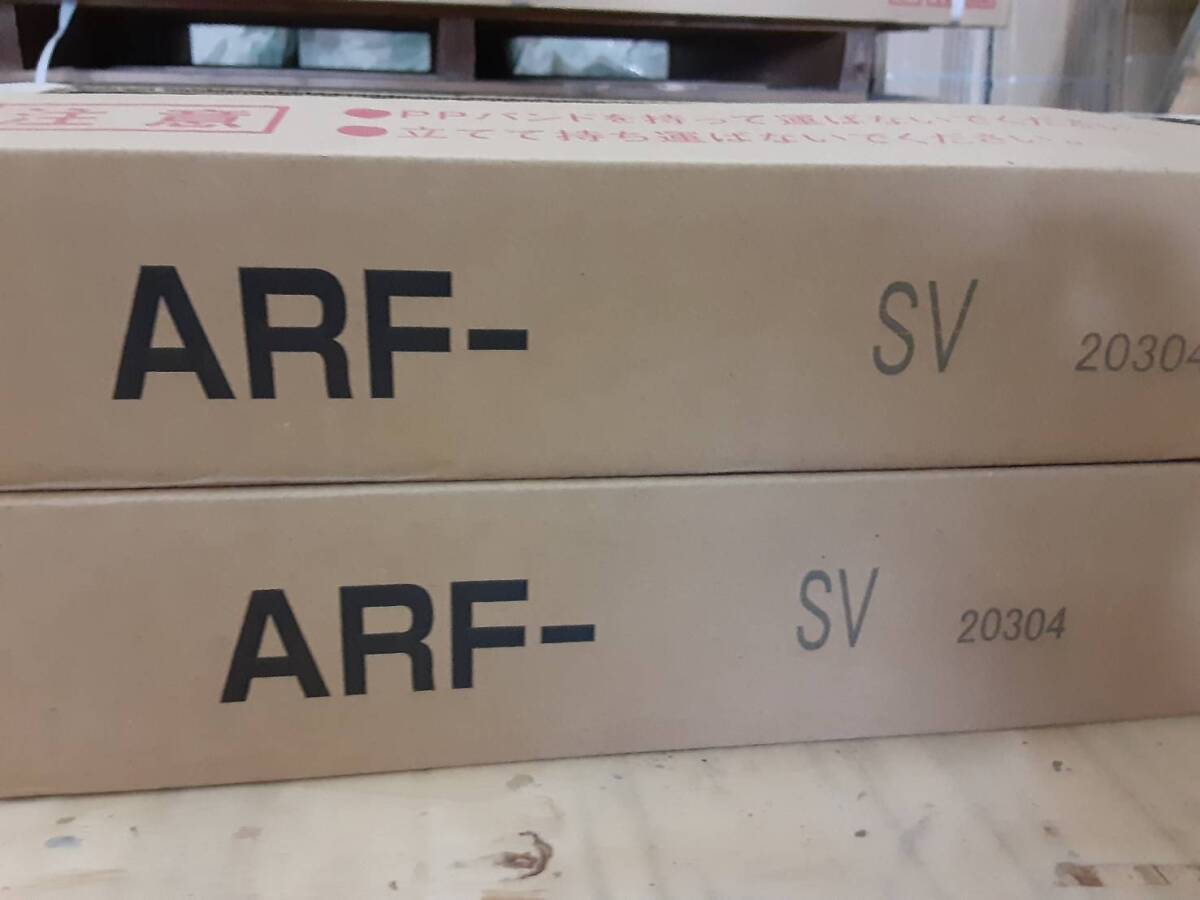 注意
●PPバンドを持って運ばないでください。
●立てて持ち運ばないでください。
ARF- SV 20304
ARF- SV 20304